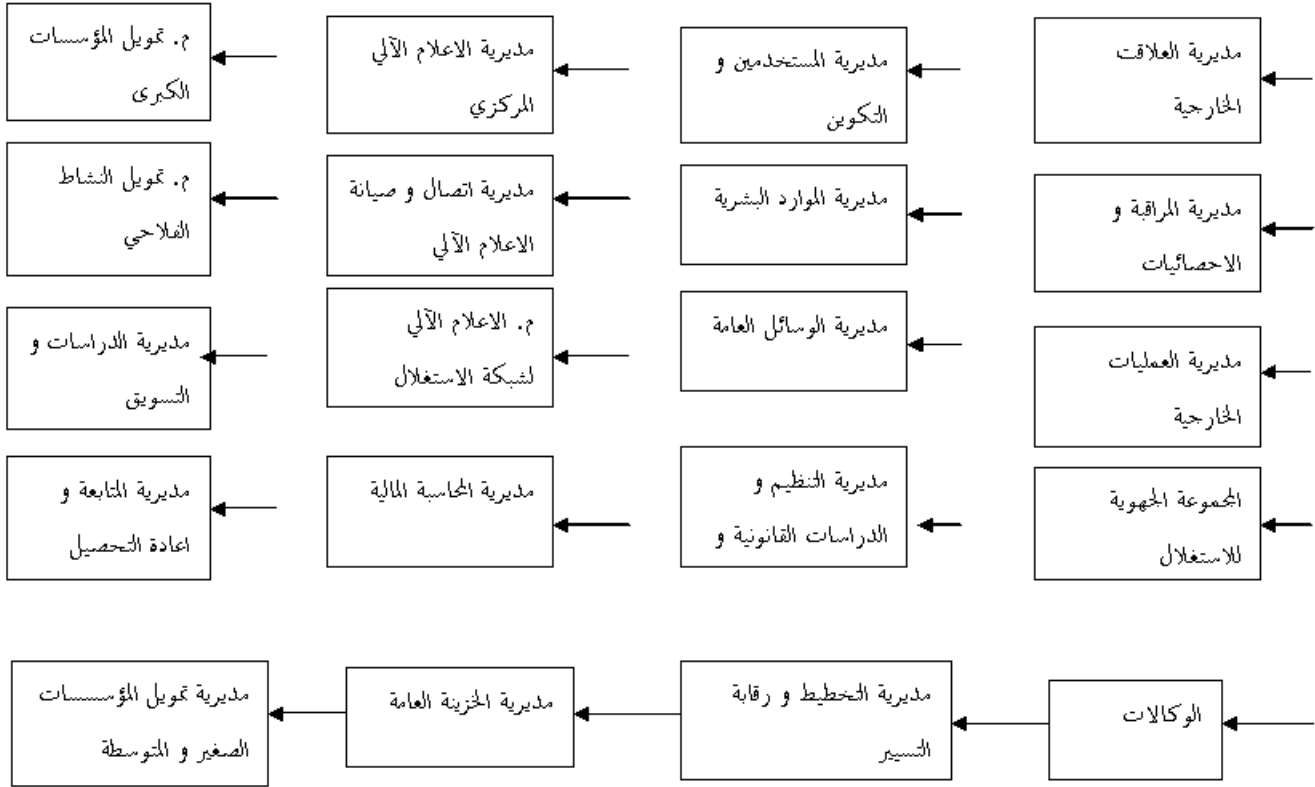 مديرية العلاقت
الخارجية
مديرية المستخدمين و
التكوين
مديرية الاعلام الآلي
المركزي
م. تمويل المؤسسات
الكبرى
مديرية المراقبة و
الاحصائيات
مديرية الموارد البشرية
مديرية اتصال و صيانة
الاعلام الآلي
م. تمويل النشاط
الفلاحي
مديرية العمليات
الخارجية
مديرية الوسائل العامة
م. الاعلام الآلي
لشبكة الاستغلال
مديرية الدراسات و
التسويق
المجموعة الجهوية
للاستغلال
مديرية التنظيم و
الدراسات القانونية و
مديرية المحاسبة المالية
مديرية المتابعة و
اعادة التحصيل
الوكالات
مديرية التخطيط و رقابة
التسيير
مديرية الخزينة العامة
مديرية تمويل المؤسسات
الصغير و المتوسطة